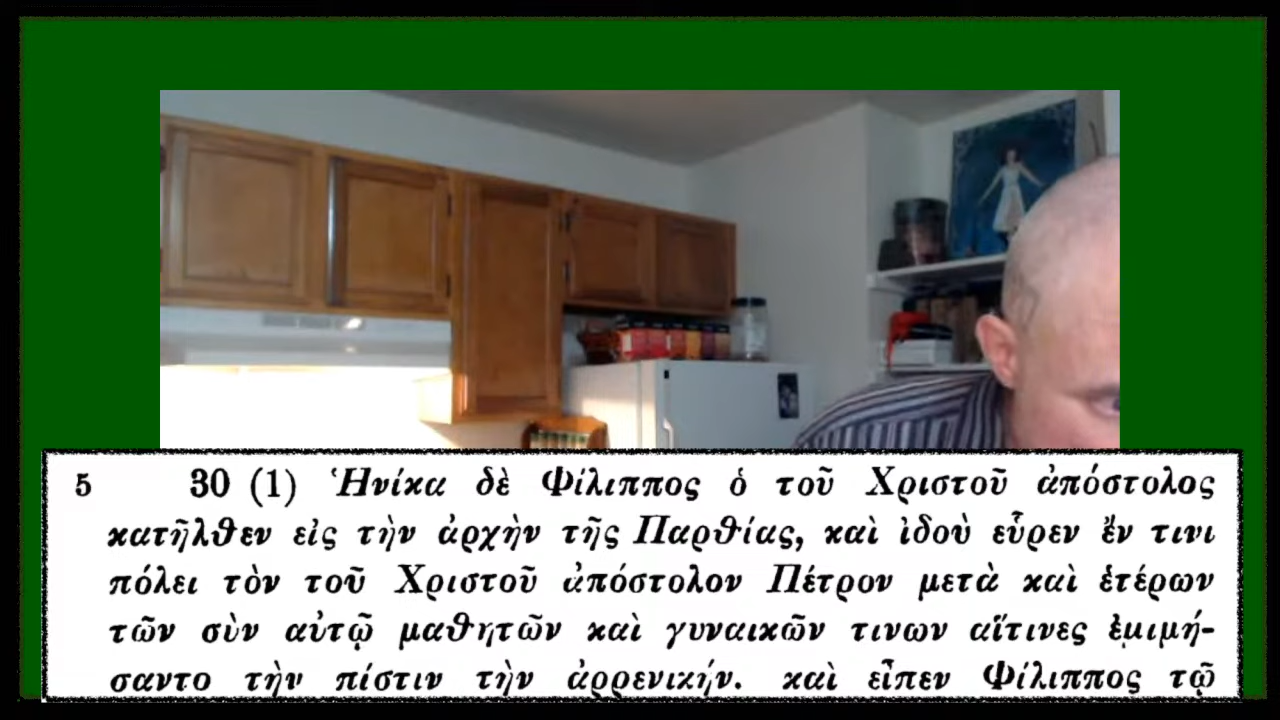 5 30 (1) Ἡνίκα δὲ Φίλιππος ὁ τοῦ Χριστοῦ ἀπόστολος
κατῆλθεν εἰς τὴν ἀρχὴν τῆς Παρθίας, καὶ ἰδοὺ εὗρεν ἔν τινι
πόλει τὸν τοῦ Χριστοῦ ἀπόστολον Πέτρον μετὰ καὶ ἑτέρων
τῶν σὺν αὐτῷ μαθητῶν καὶ γυναικῶν τινων αἵτινες ἐμιμή-
σαντο τὴν πίστιν τὴν ἀρρενικήν. καὶ εἶπεν Φίλιππος τῷ